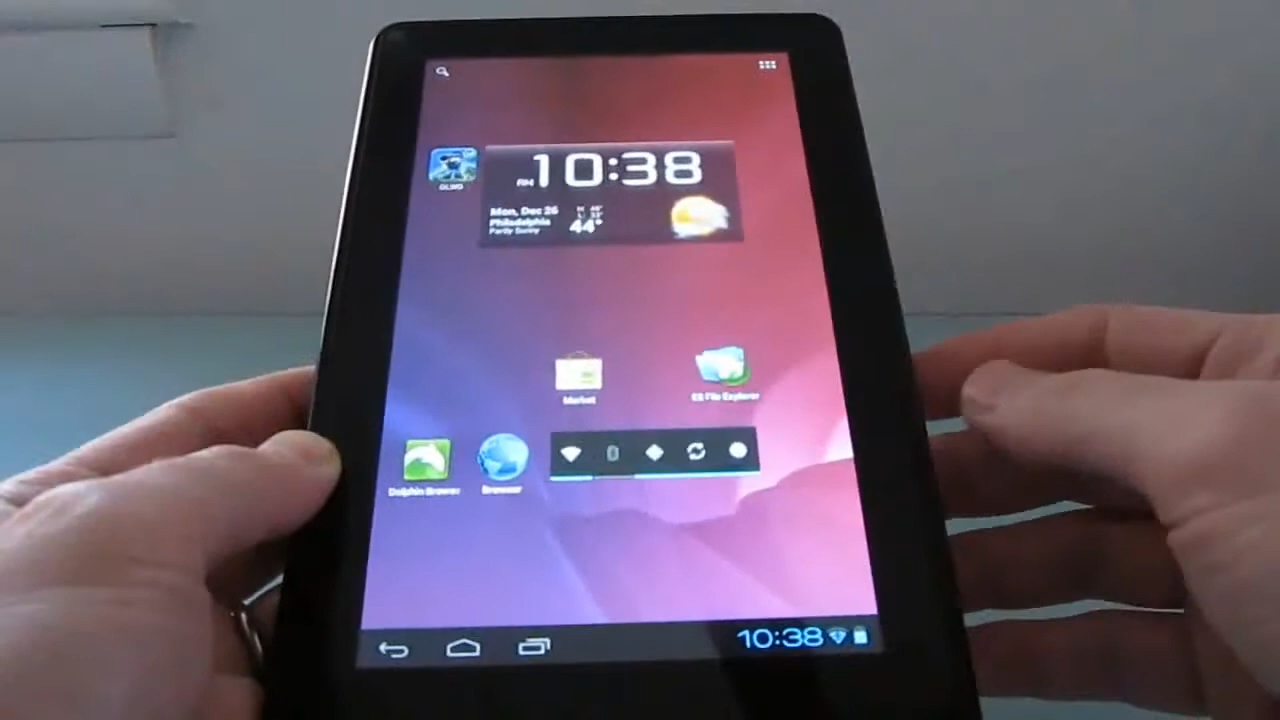 GLWG
AM 10:38
Mon, Dec 26
Philadelphia
Partly Sunny
44°
Market
ES File Explorer
Dolphin Browser
Browser
10:38